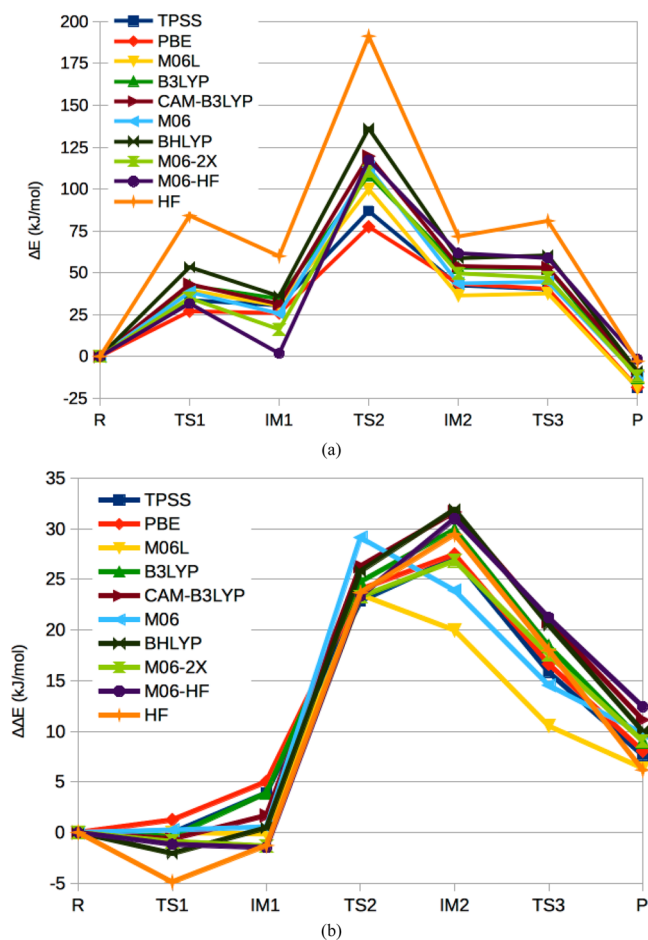 200
175
150
125
100
75
50
25
0
-25
ΔE (kJ/mol)
TPSS
PBE
M06L
B3LYP
CAM-B3LYP
M06
BHLYP
M06-2X
M06-HF
HF
R TS1 IM1 TS2 IM2 TS3 P
(a)
35
30
25
20
15
10
5
0
-5
ΔΔE (kJ/mol)
TPSS
PBE
M06L
B3LYP
CAM-B3LYP
M06
BHLYP
M06-2X
M06-HF
HF
R TS1 IM1 TS2 IM2 TS3 P
(b)